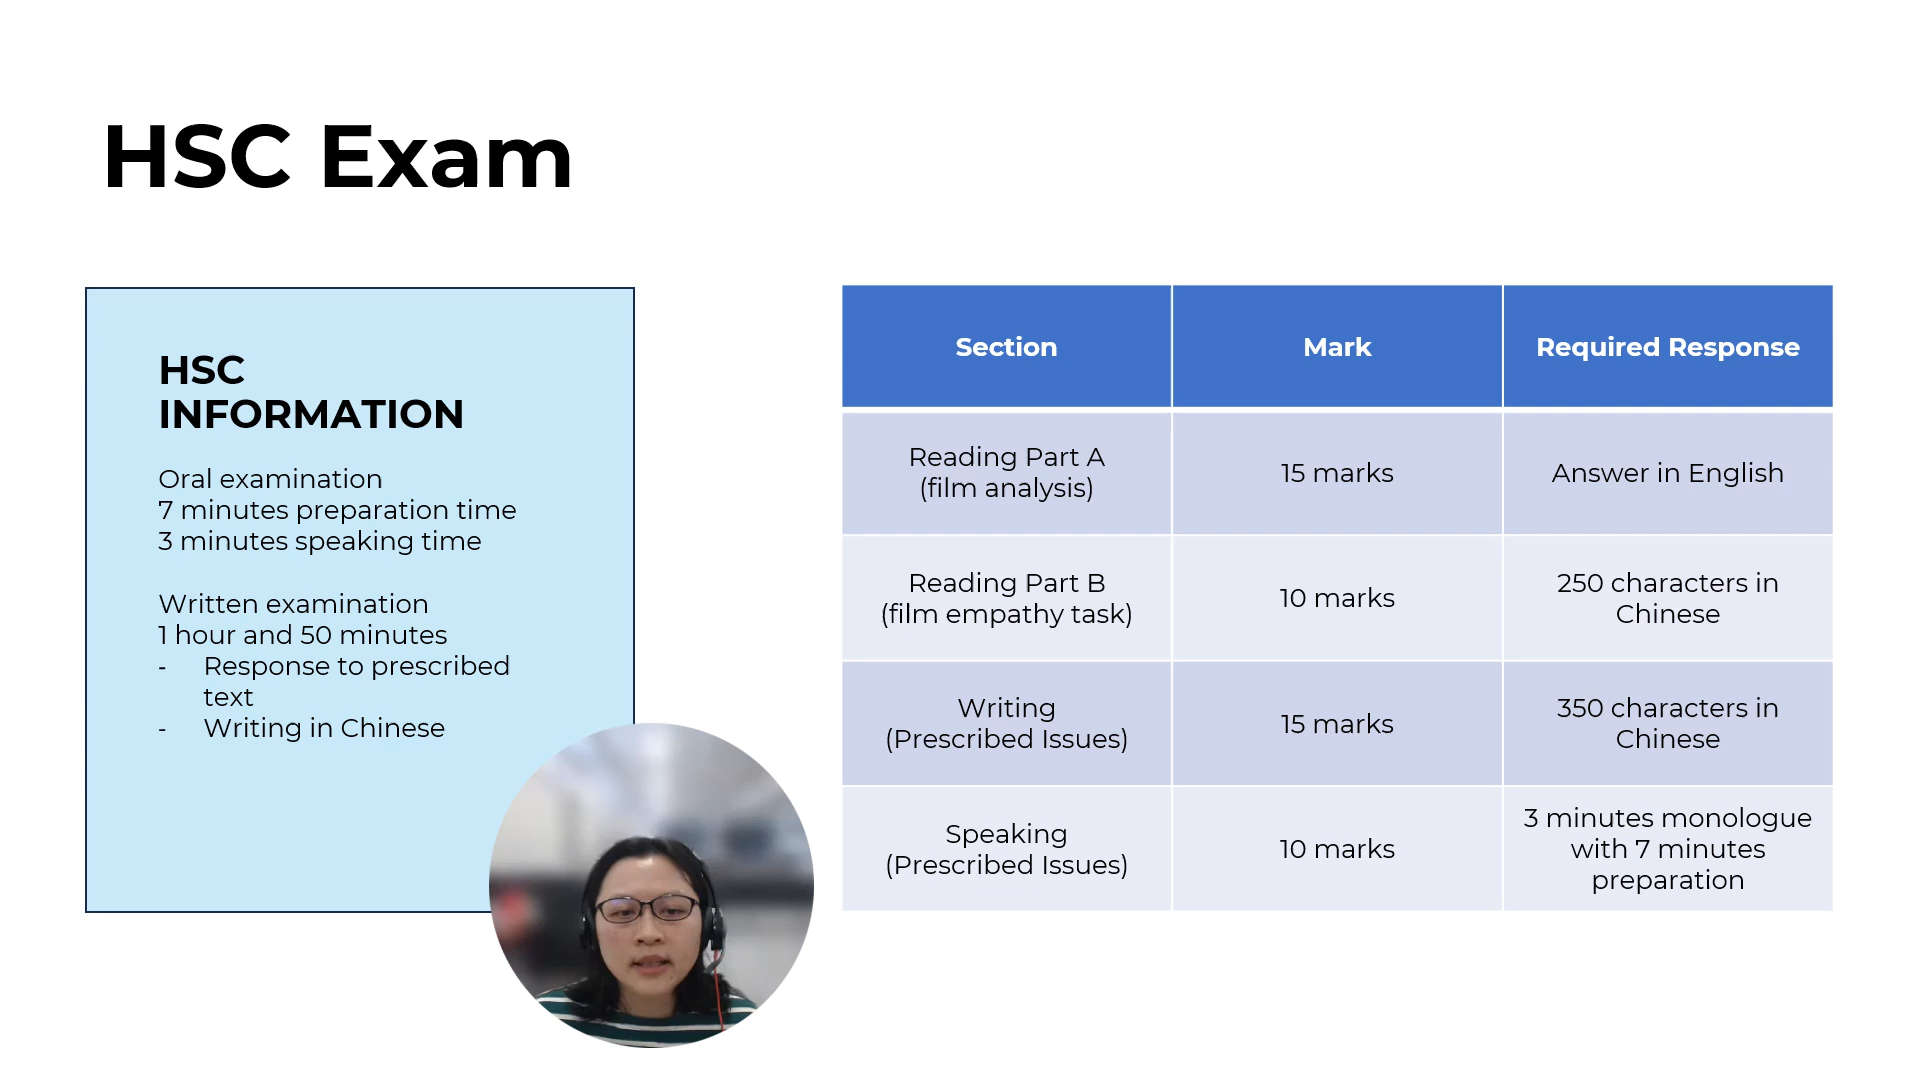 HSC Exam
HSC
INFORMATION
Oral examination
7 minutes preparation time
3 minutes speaking time
Written examination
1 hour and 50 minutes
- Response to prescribed
text
- Writing in Chinese
Section Mark Required Response
Reading Part A
(film analysis)
15 marks
Answer in English
Reading Part B
(film empathy task)
10 marks
250 characters in
Chinese
Writing
(Prescribed Issues)
15 marks
350 characters in
Chinese
Speaking
(Prescribed Issues)
10 marks
3 minutes monologue
with 7 minutes
preparation